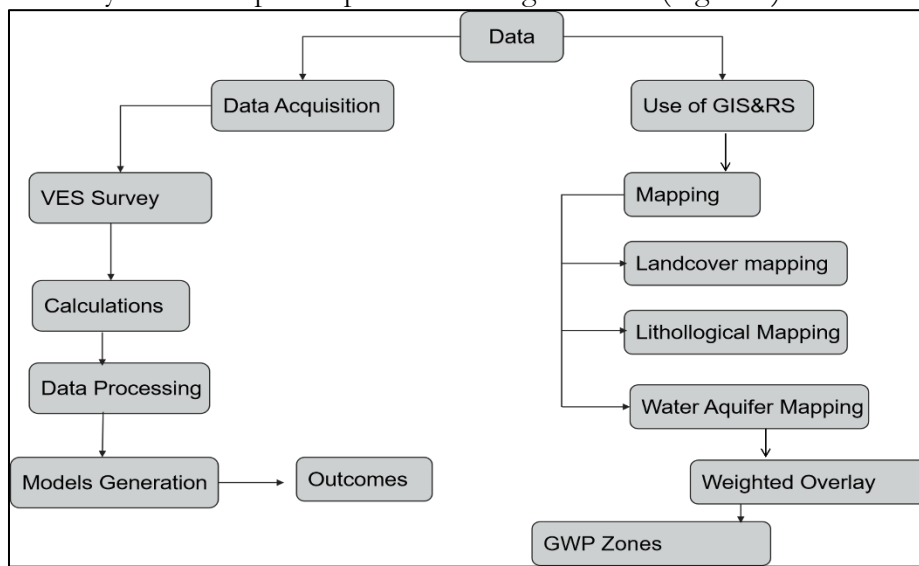 Data
Data Acquisition
Use of GIS&RS
VES Survey
Mapping
Landcover mapping
Calculations
Lithollogical Mapping
Data Processing
Water Aquifer Mapping
Models Generation
Outcomes
Weighted Overlay
GWP Zones